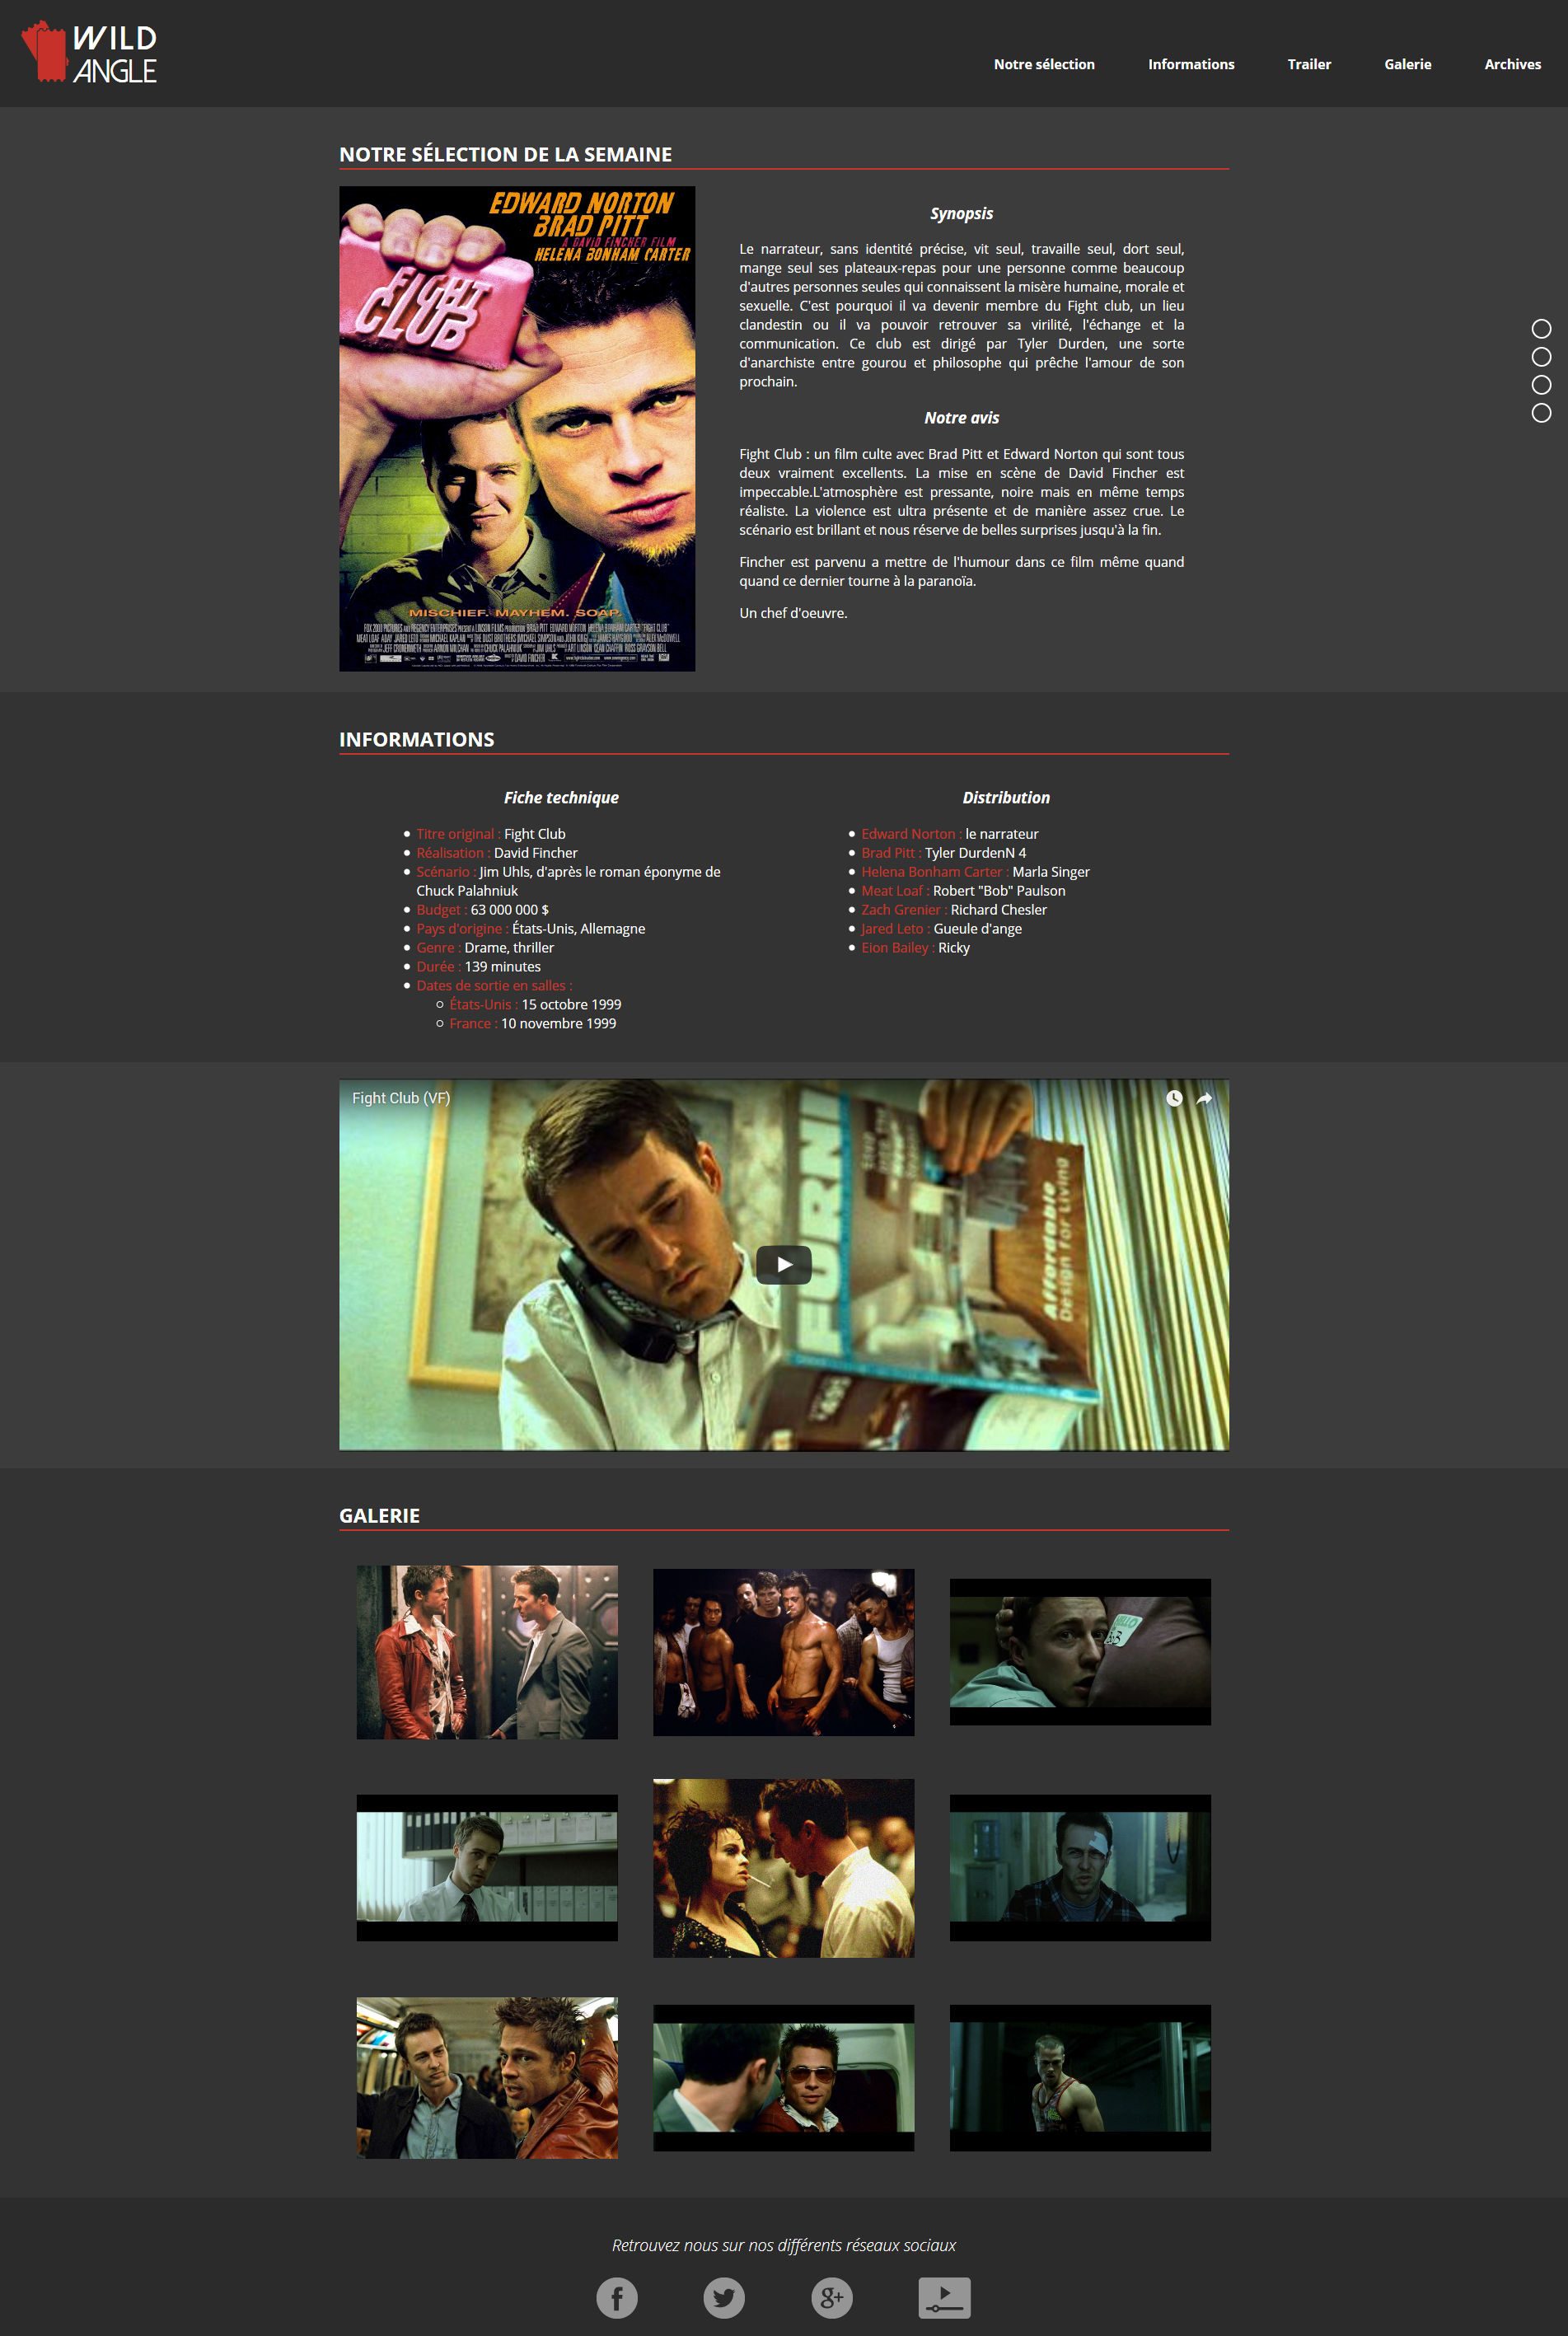 WILD
ANGLE
Notre sélection Informations Trailer Galerie Archives
NOTRE SÉLECTION DE LA SEMAINE
EDWARD NORTON
BRAD PITT
A DAVID FINCHER FILM
HELENA BONHAM CARTER
FIGHT
CLUB
MISCHIEF. MAYHEM. SOAP.
Synopsis
Le narrateur, sans identité précise, vit seul, travaille seul, dort seul,
mange seul ses plateaux-repas pour une personne comme beaucoup
d'autres personnes seules qui connaissent la misère humaine, morale et
sexuelle. C'est pourquoi il va devenir membre du Fight club, un lieu
clandestin ou il va pouvoir retrouver sa virilité, l'échange et la
communication. Ce club est dirigé par Tyler Durden, une sorte
d'anarchiste entre gourou et philosophe qui prêche l'amour de son
prochain.
Notre avis
Fight Club : un film culte avec Brad Pitt et Edward Norton qui sont tous
deux vraiment excellents. La mise en scène de David Fincher est
impeccable.L'atmosphère est pressante, noire mais en même temps
réaliste. La violence est ultra présente et de manière assez crue. Le
scénario est brillant et nous réserve de belles surprises jusqu'à la fin.
Fincher est parvenu a mettre de l'humour dans ce film même quand
quand ce dernier tourne à la paranoïa.
Un chef d'oeuvre.
INFORMATIONS
Fiche technique
Titre original : Fight Club
Réalisation : David Fincher
Scénario : Jim Uhls, d'après le roman éponyme de
Chuck Palahniuk
Budget : 63 000 000 $
Pays d'origine : États-Unis, Allemagne
Genre : Drame, thriller
Durée : 139 minutes
Dates de sortie en salles :
États-Unis : 15 octobre 1999
France : 10 novembre 1999
Distribution
Edward Norton : le narrateur
Brad Pitt : Tyler DurdenN 4
Helena Bonham Carter : Marla Singer
Meat Loaf : Robert "Bob" Paulson
Zach Grenier : Richard Chesler
Jared Leto : Gueule d'ange
Eion Bailey : Ricky
Fight Club (VF)
FURNI
Affordable
Design for Living
GALERIE
Retrouvez nous sur nos différents réseaux sociaux